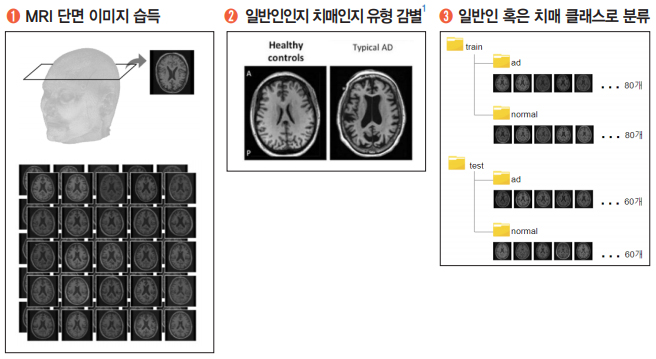 ❶ MRI 단면 이미지 습득
❷ 일반인인지 치매인지 유형 감별1
Healthy controls
Typical AD
A
P
❸ 일반인 혹은 치매 클래스로 분류
train
ad
... 80개
normal
... 80개
test
ad
... 60개
normal
... 60개